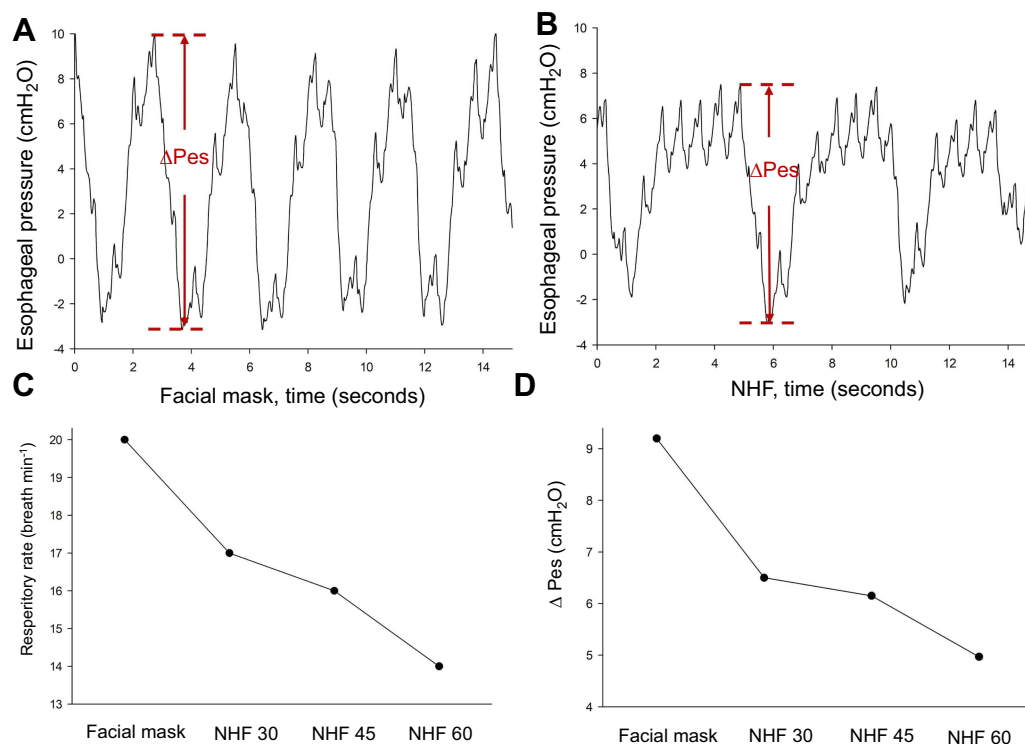 A
Esophageal pressure (cmH₂O)
10
8
6
4
2
0
-2
-4
ΔPes
0 2 4 6 8 10 12 14
Facial mask, time (seconds)
B
Esophageal pressure (cmH₂O)
10
8
6
4
2
0
-2
-4
ΔPes
0 2 4 6 8 10 12 14
NHF, time (seconds)
C
Resperitory rate (breath min⁻¹)
20
19
18
17
16
15
14
13
Facial mask NHF 30 NHF 45 NHF 60
D
Δ Pes (cmH₂O)
9
8
7
6
5
4
Facial mask NHF 30 NHF 45 NHF 60